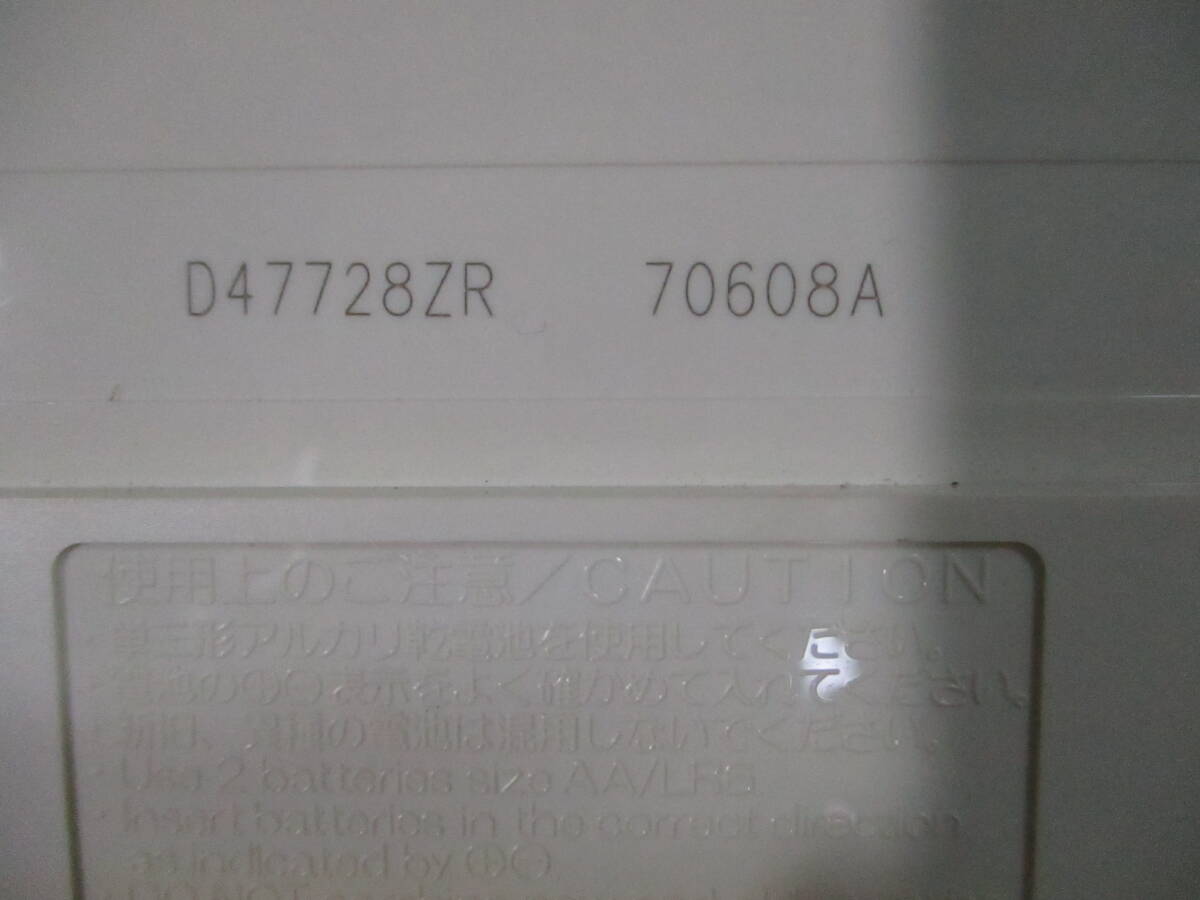 D47728ZR 70608A
使用上のご注意/CAUTION
・単三形アルカリ乾電池を使用してください。
・電池の⊕⊖表示をよく確かめて入れてください。
・新旧、異種の電池は混用しないでください。
・Use 2 batteries size AA/LR6
・Insert batteries in the correct direction
as indicated by ⊕⊖